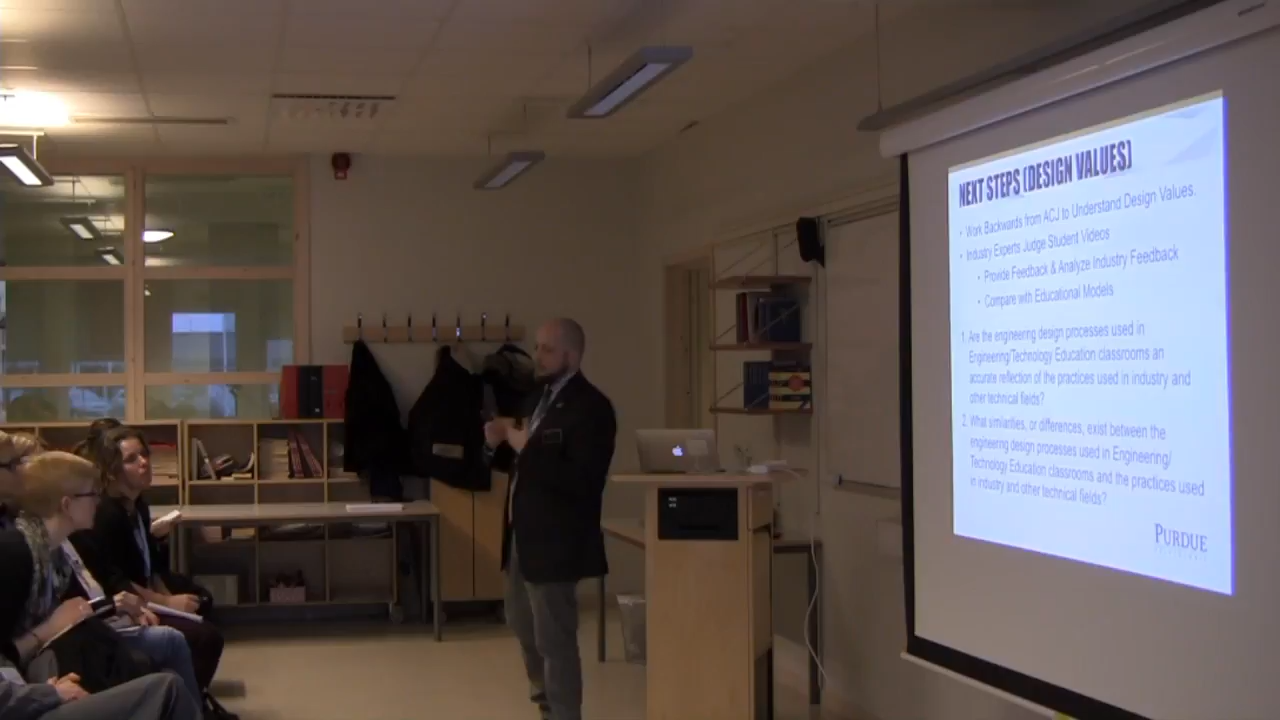 NEXT STEPS (DESIGN VALUES)
• Work Backwards from ACJ to Understand Design Values.
• Industry Experts Judge Student Videos
• Provide Feedback & Analyze Industry Feedback
• Compare with Educational Models
1. Are the engineering design processes used in
Engineering/Technology Education classrooms an
accurate reflection of the practices used in industry and
other technical fields?
2. What similarities, or differences, exist between the
engineering design processes used in Engineering/
Technology Education classrooms and the practices used
in industry and other technical fields?
PURDUE